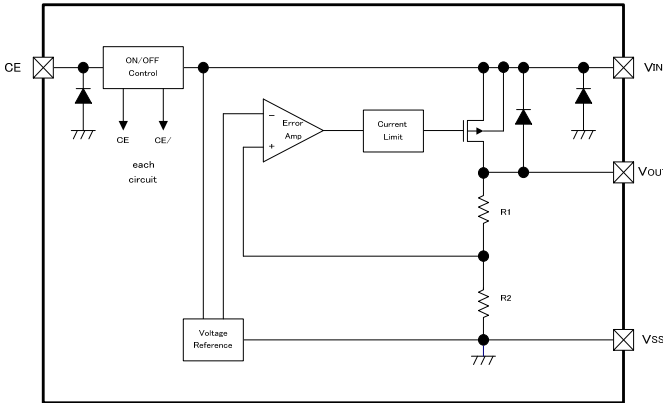 CE
ON/OFF
Control
VIN
CE
CE/
each
circuit
-
+
Error
Amp
Current
Limit
VOUT
R1
R2
Voltage
Reference
VSS